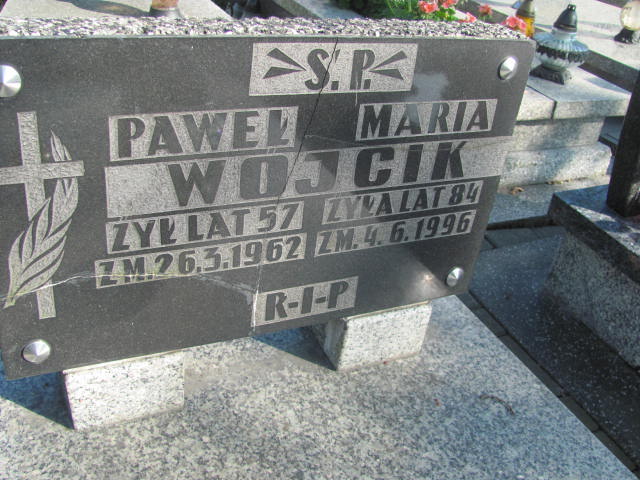 Ś.P.
PAWEŁ MARIA
WÓJCIK
ŻYŁ LAT 57 ŻYŁA LAT 84
ZM. 26.3.1962 ZM. 4.6.1996
R-I-P